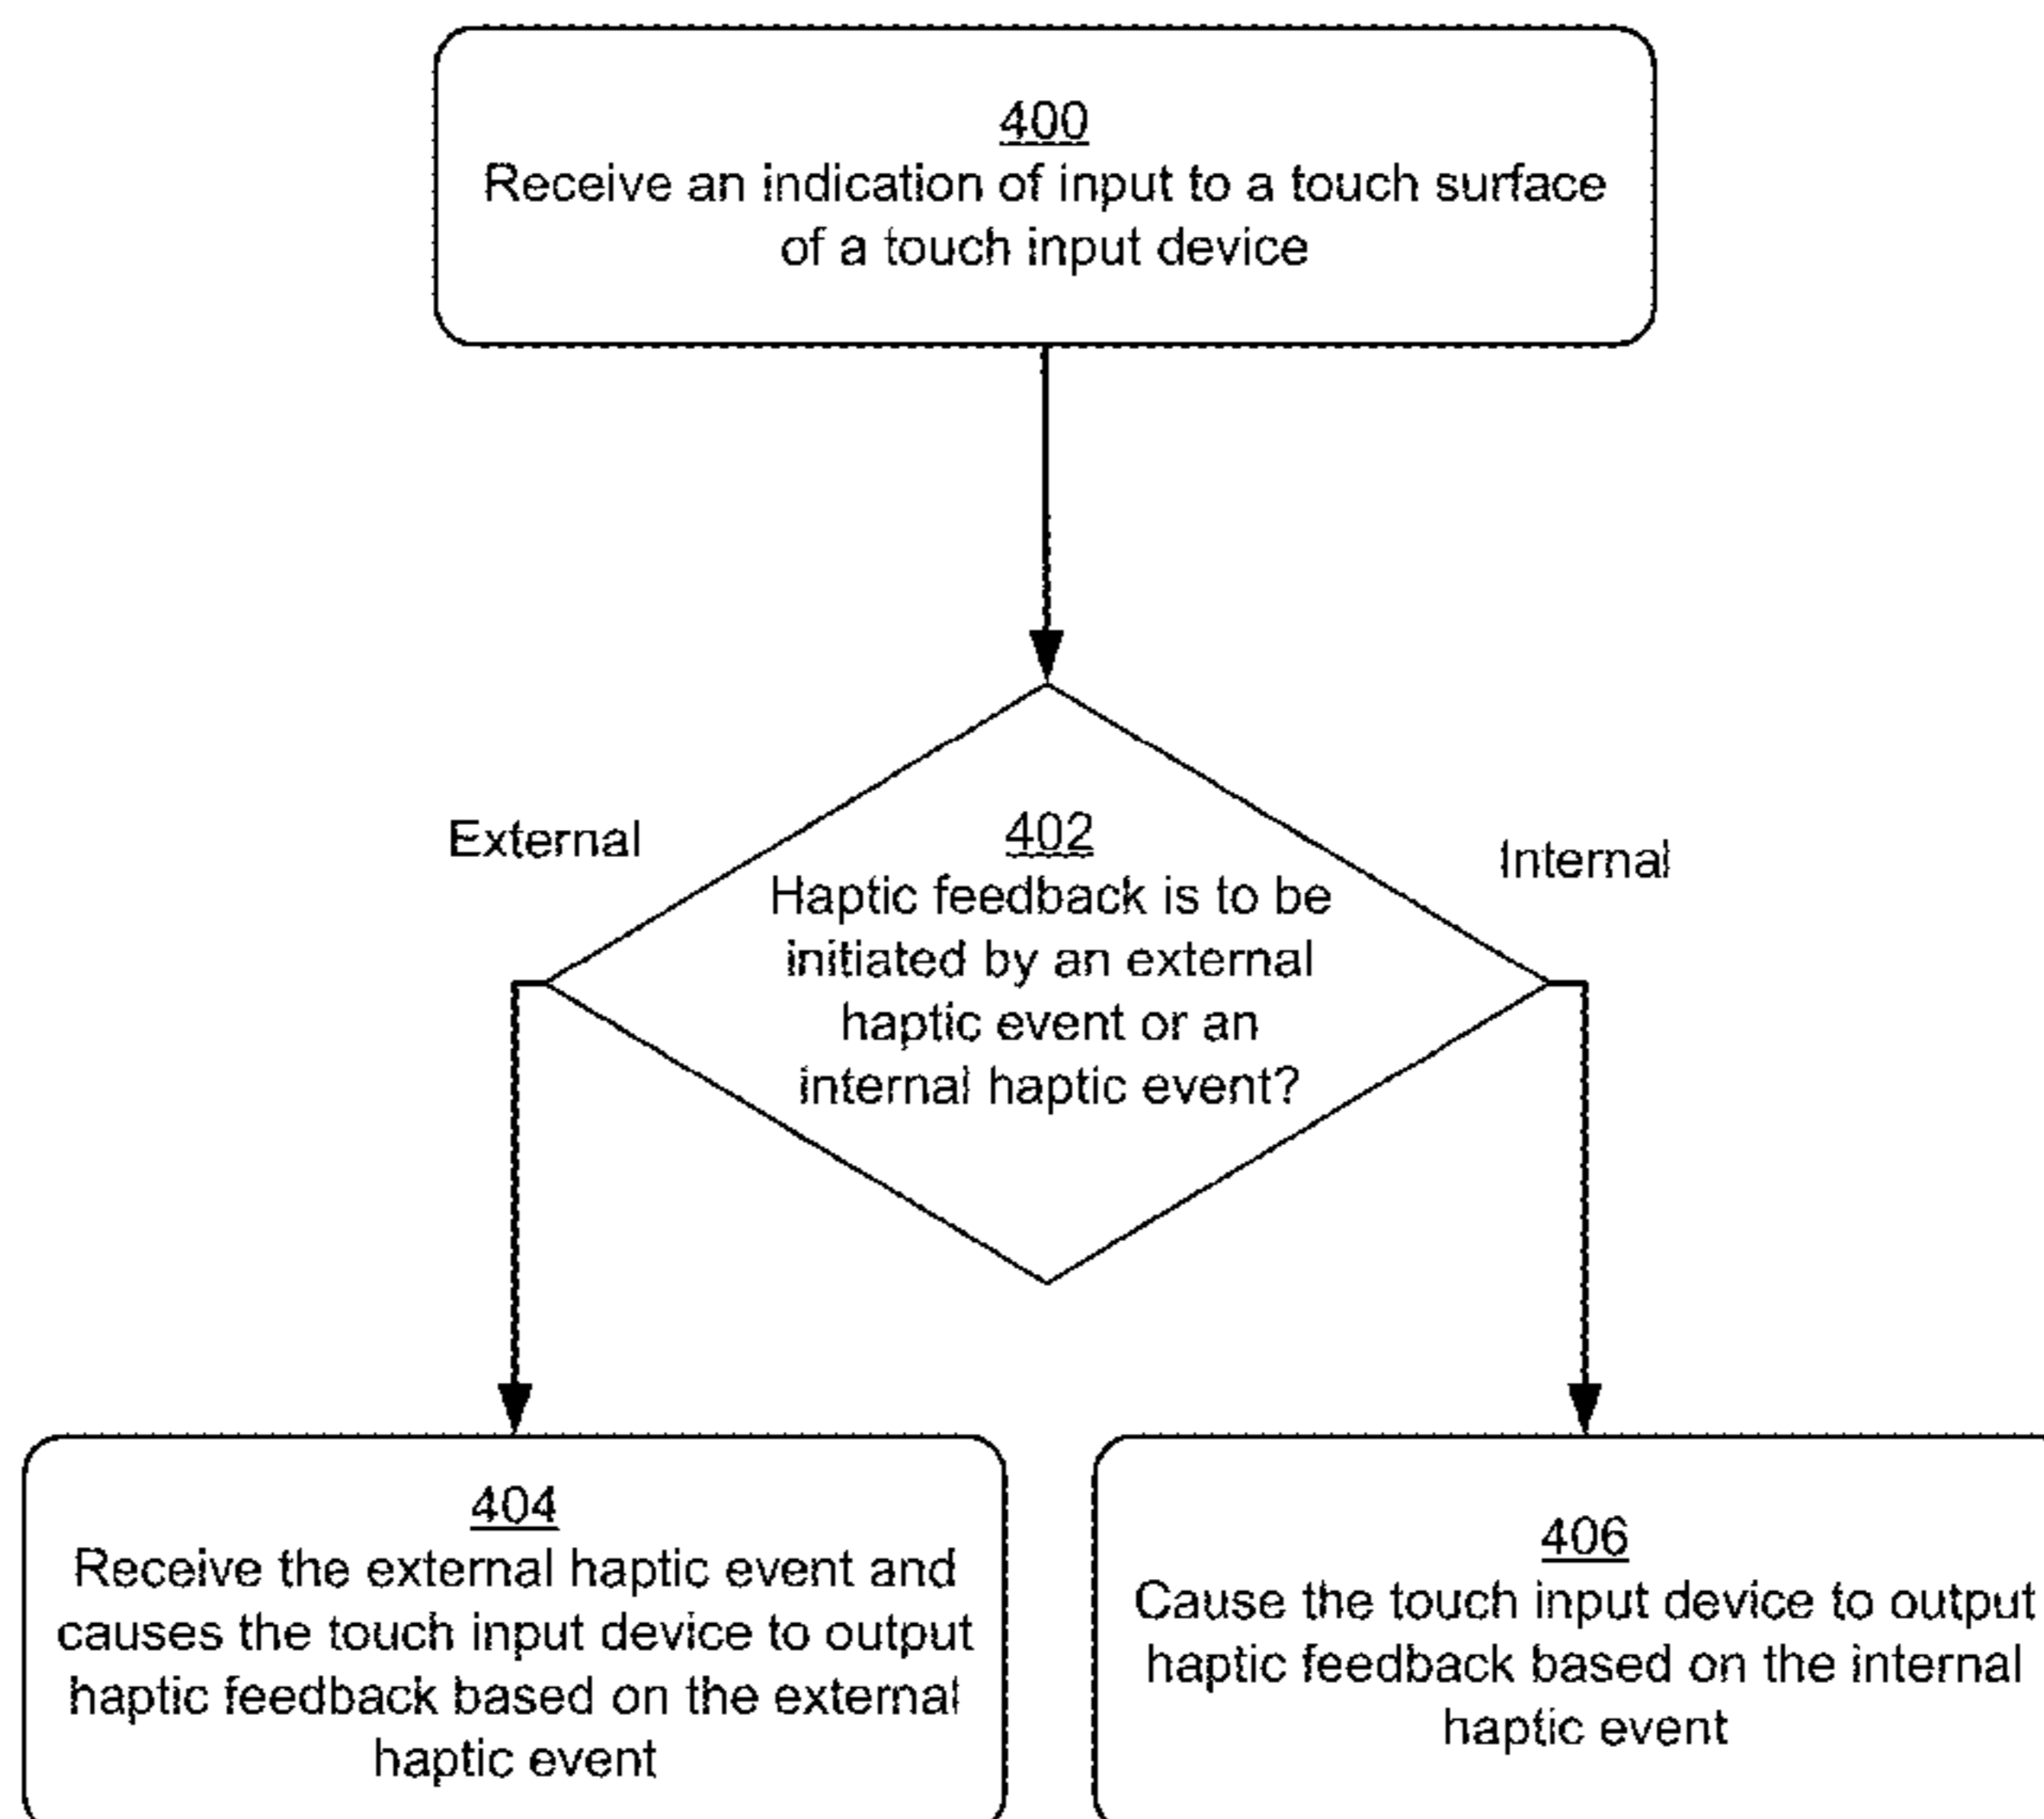 400
Receive an indication of input to a touch surface
of a touch input device
External
402
Haptic feedback is to be
initiated by an external
haptic event or an
internal haptic event?
Internal
404
Receive the external haptic event and
causes the touch input device to output
haptic feedback based on the external
haptic event
406
Cause the touch input device to output
haptic feedback based on the internal
haptic event